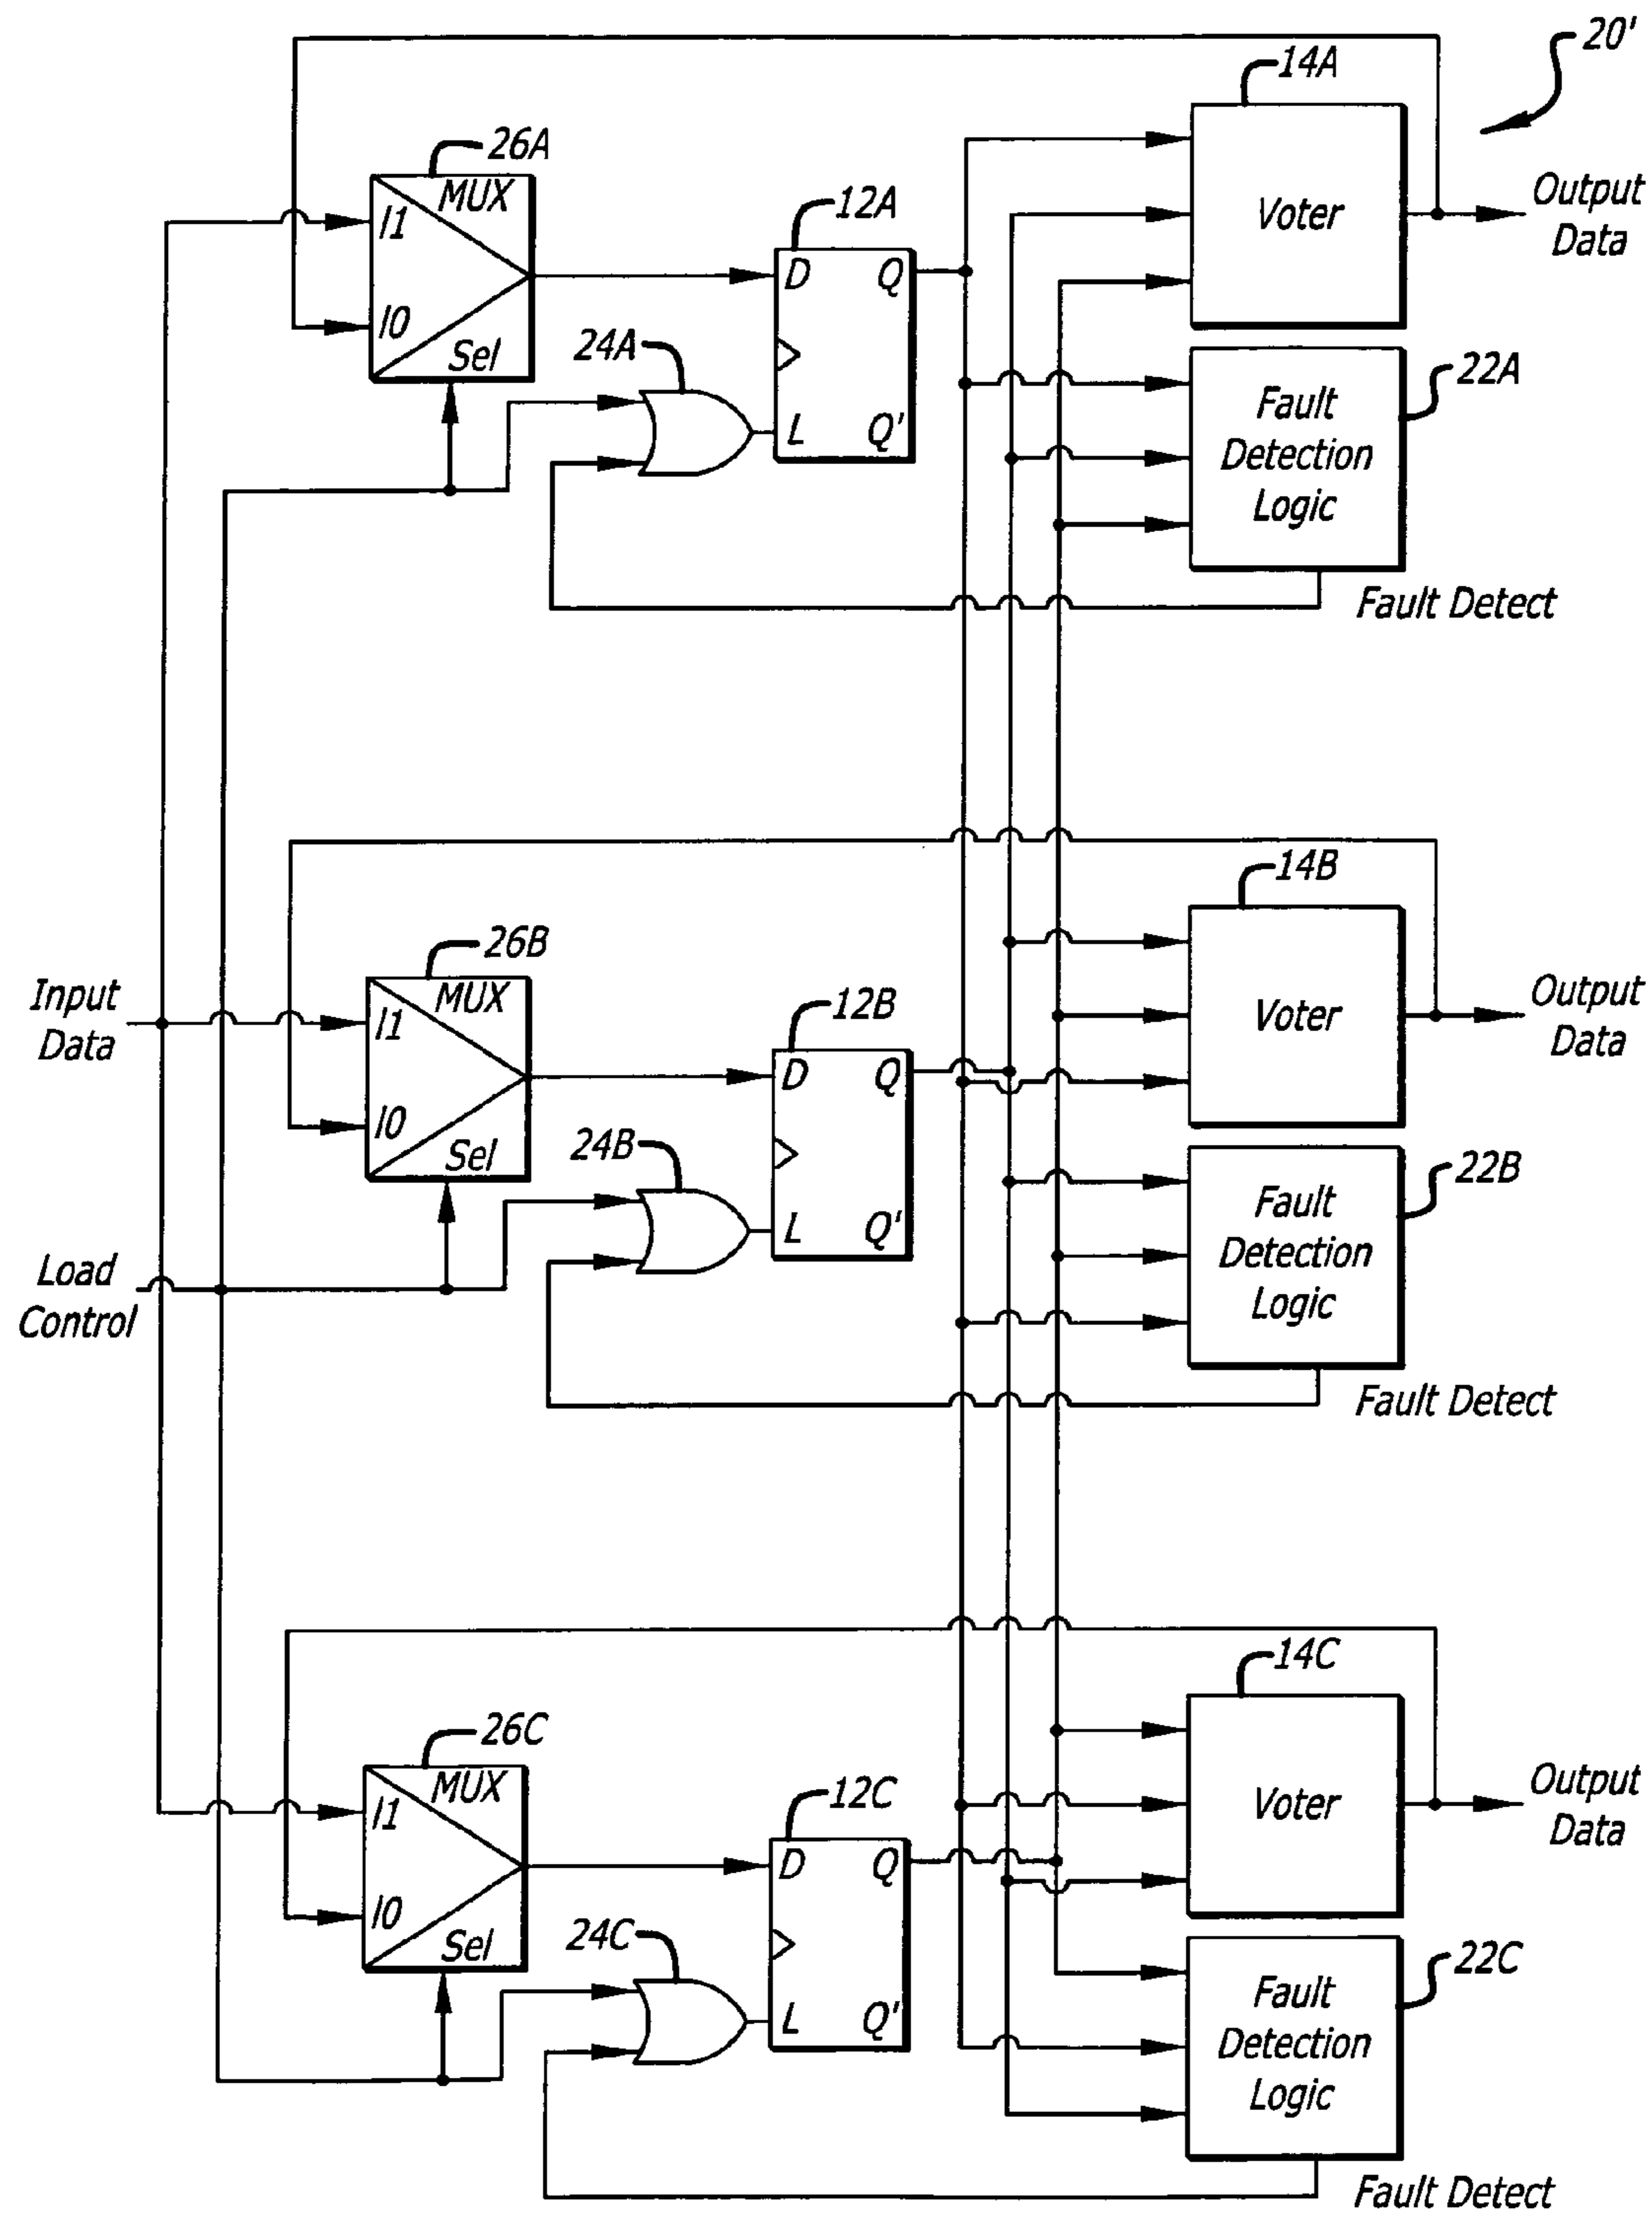 20'
14A
26A
MUX
I1
I0
Sel
12A
D
Q
L
Q'
24A
Voter
Output
Data
22A
Fault
Detection
Logic
Fault Detect
14B
26B
MUX
I1
I0
Sel
Input
Data
12B
D
Q
L
Q'
24B
Voter
Output
Data
22B
Fault
Detection
Logic
Load
Control
Fault Detect
14C
26C
MUX
I1
I0
Sel
12C
D
Q
L
Q'
24C
Voter
Output
Data
22C
Fault
Detection
Logic
Fault Detect